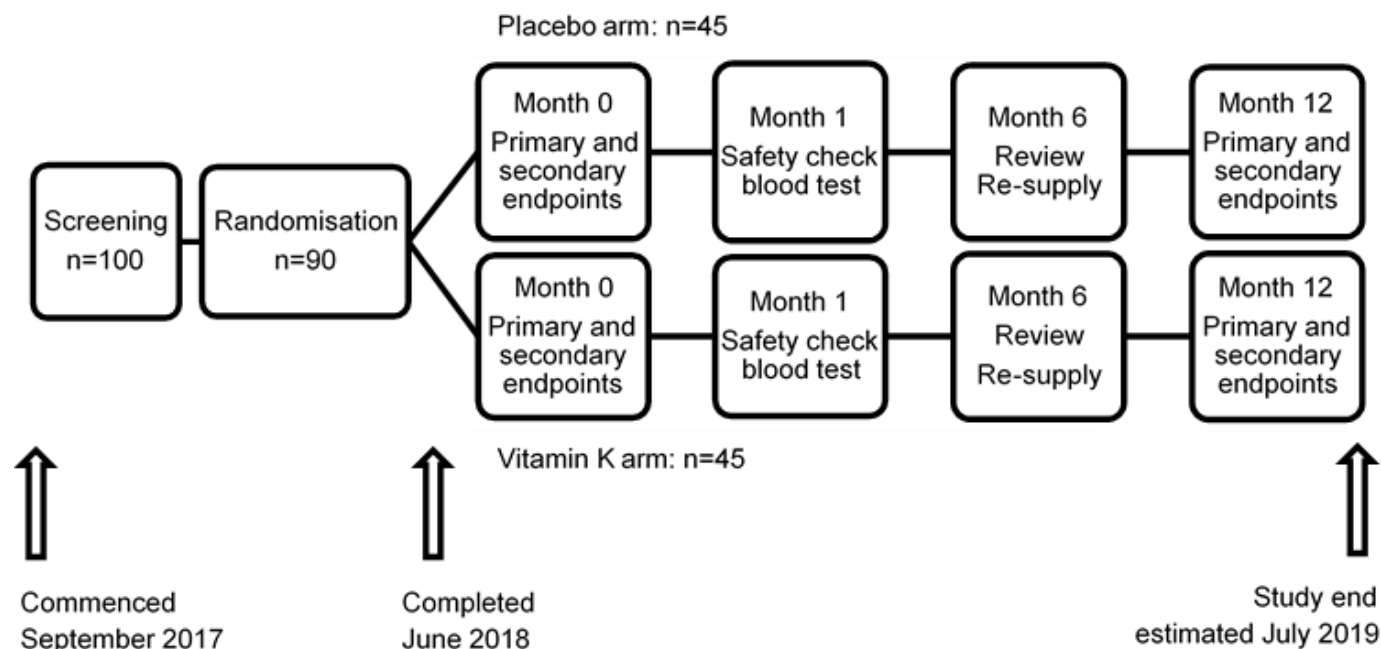 Placebo arm: n=45
Screening
n=100
Randomisation
n=90
Month 0
Primary and
secondary
endpoints
Month 1
Safety check
blood test
Month 6
Review
Re-supply
Month 12
Primary and
secondary
endpoints
Month 0
Primary and
secondary
endpoints
Month 1
Safety check
blood test
Month 6
Review
Re-supply
Month 12
Primary and
secondary
endpoints
Vitamin K arm: n=45
Commenced
September 2017
Completed
June 2018
Study end
estimated July 2019